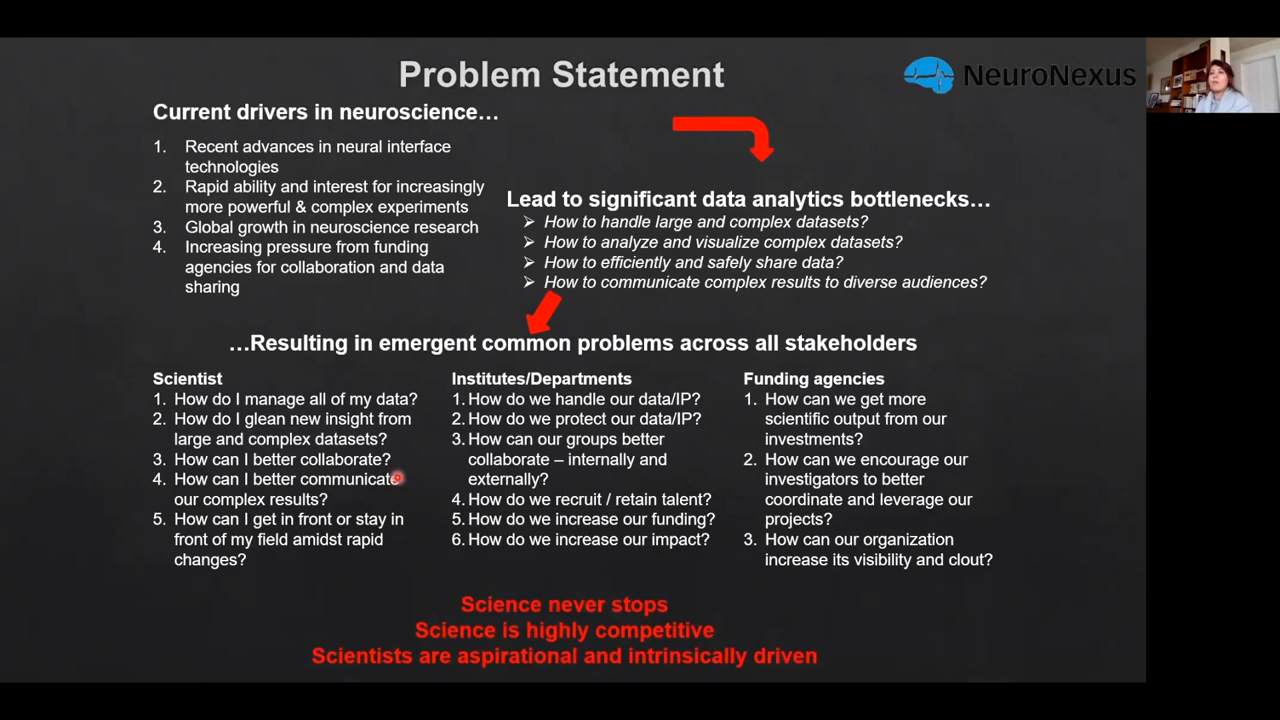 Problem Statement
NeuroNexus
Current drivers in neuroscience…
1. Recent advances in neural interface
technologies
2. Rapid ability and interest for increasingly
more powerful & complex experiments
3. Global growth in neuroscience research
4. Increasing pressure from funding
agencies for collaboration and data
sharing
Lead to significant data analytics bottlenecks…
➢ How to handle large and complex datasets?
➢ How to analyze and visualize complex datasets?
➢ How to efficiently and safely share data?
➢ How to communicate complex results to diverse audiences?
…Resulting in emergent common problems across all stakeholders
Scientist
1. How do I manage all of my data?
2. How do I glean new insight from
large and complex datasets?
3. How can I better collaborate?
4. How can I better communicate
our complex results?
5. How can I get in front or stay in
front of my field amidst rapid
changes?
Institutes/Departments
1. How do we handle our data/IP?
2. How do we protect our data/IP?
3. How can our groups better
collaborate – internally and
externally?
4. How do we recruit / retain talent?
5. How do we increase our funding?
6. How do we increase our impact?
Funding agencies
1. How can we get more
scientific output from our
investments?
2. How can we encourage our
investigators to better
coordinate and leverage our
projects?
3. How can our organization
increase its visibility and clout?
Science never stops
Science is highly competitive
Scientists are aspirational and intrinsically driven